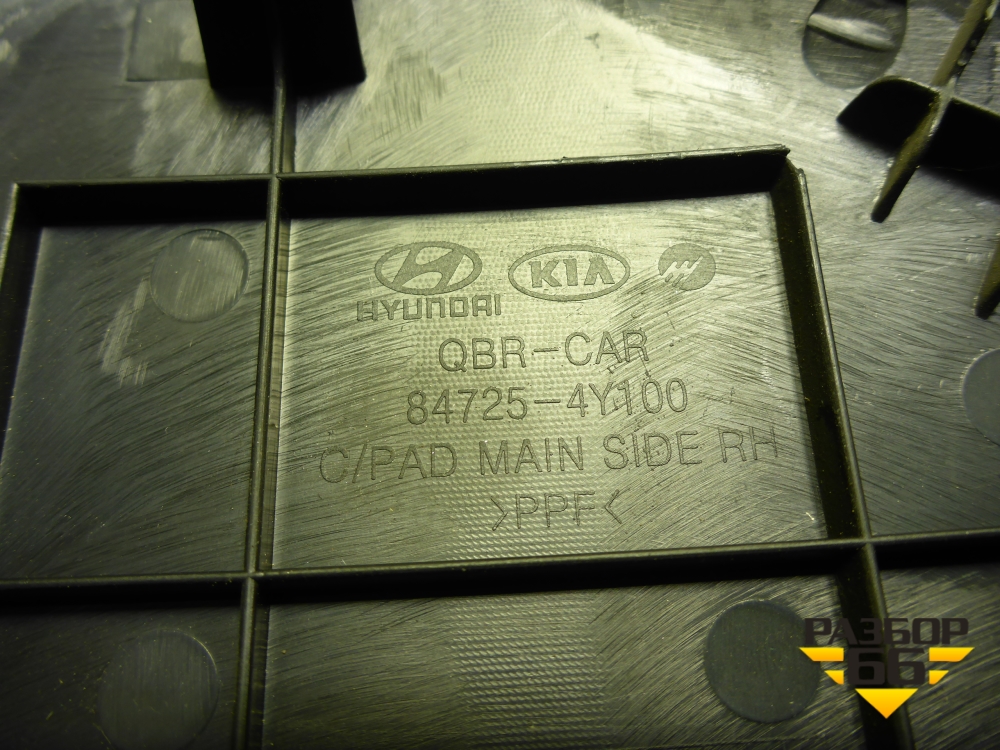 HYUNDAI KIA
QBR-CAR
84725-4Y100
C/PAD MAIN SIDE RH
>PPF<
РАЗБОР
66